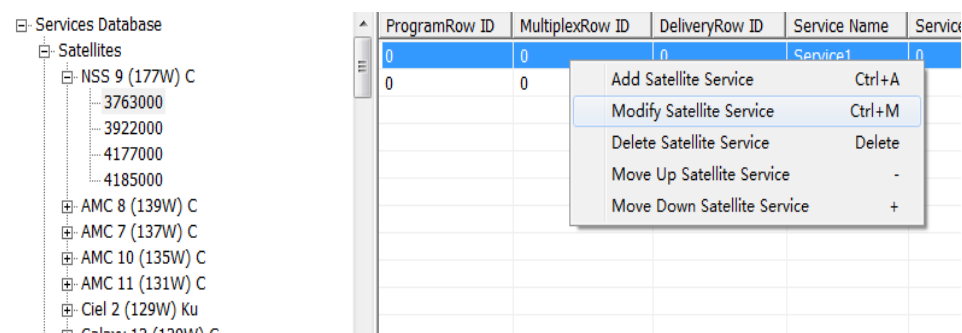 Services Database
Satellites
NSS 9 (177W) C
3763000
3922000
4177000
4185000
AMC 8 (139W) C
AMC 7 (137W) C
AMC 10 (135W) C
AMC 11 (131W) C
Ciel 2 (129W) Ku
ProgramRow ID MultiplexRow ID DeliveryRow ID Service Name Service
0 0 0 Service1 0
0 0
Add Satellite Service Ctrl+A
Modify Satellite Service Ctrl+M
Delete Satellite Service Delete
Move Up Satellite Service -
Move Down Satellite Service +